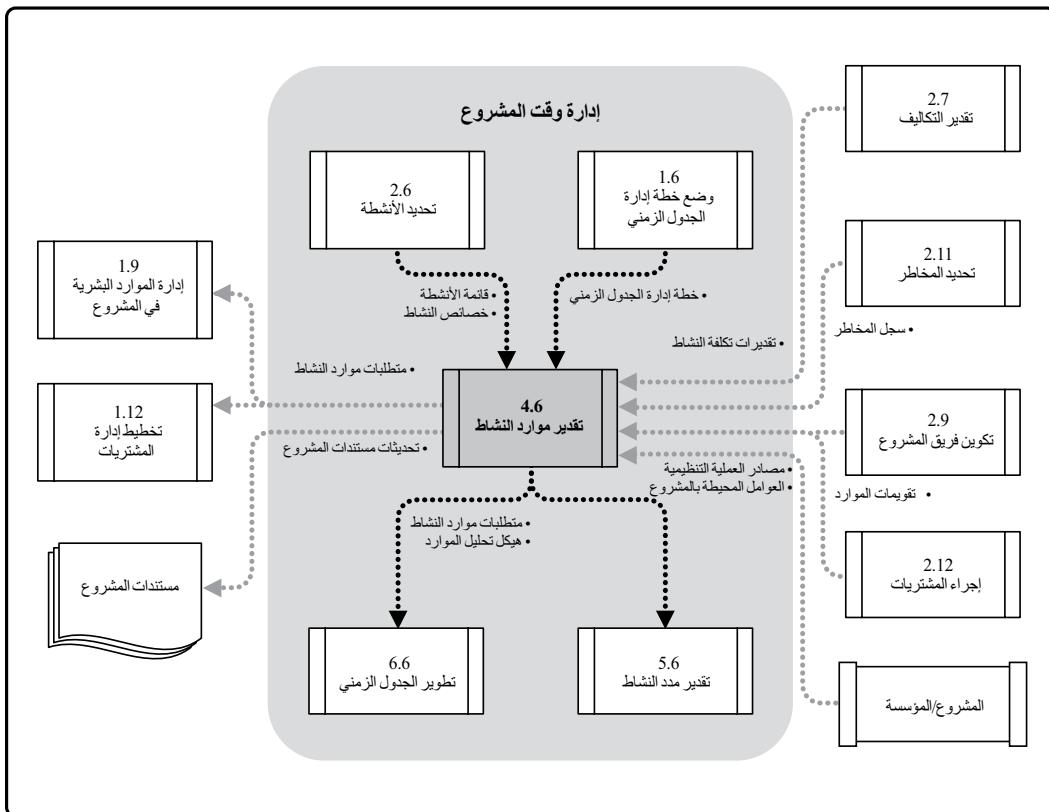 إدارة وقت المشروع
2.7
تقدير التكاليف
1.6
وضع خطة إدارة
الجدول الزمني
2.6
تحديد الأنشطة
2.11
تحديد المخاطر
1.9
إدارة الموارد البشرية
في المشروع
• خطة إدارة الجدول الزمني
• قائمة الأنشطة
• خصائص النشاط
• سجل المخاطر
• تقديرات تكلفة النشاط
• متطلبات موارد النشاط
4.6
تقدير موارد النشاط
2.9
تكوين فريق المشروع
1.12
تخطيط إدارة
المشتريات
• تحديثات مستندات المشروع
• مصادر العملية التنظيمية
• العوامل المحيطة بالمشروع
• تقويمات الموارد
• متطلبات موارد النشاط
• هيكل تحليل الموارد
2.12
إجراء المشتريات
مستندات المشروع
5.6
تقدير مدد النشاط
6.6
تطوير الجدول الزمني
المشروع/المؤسسة